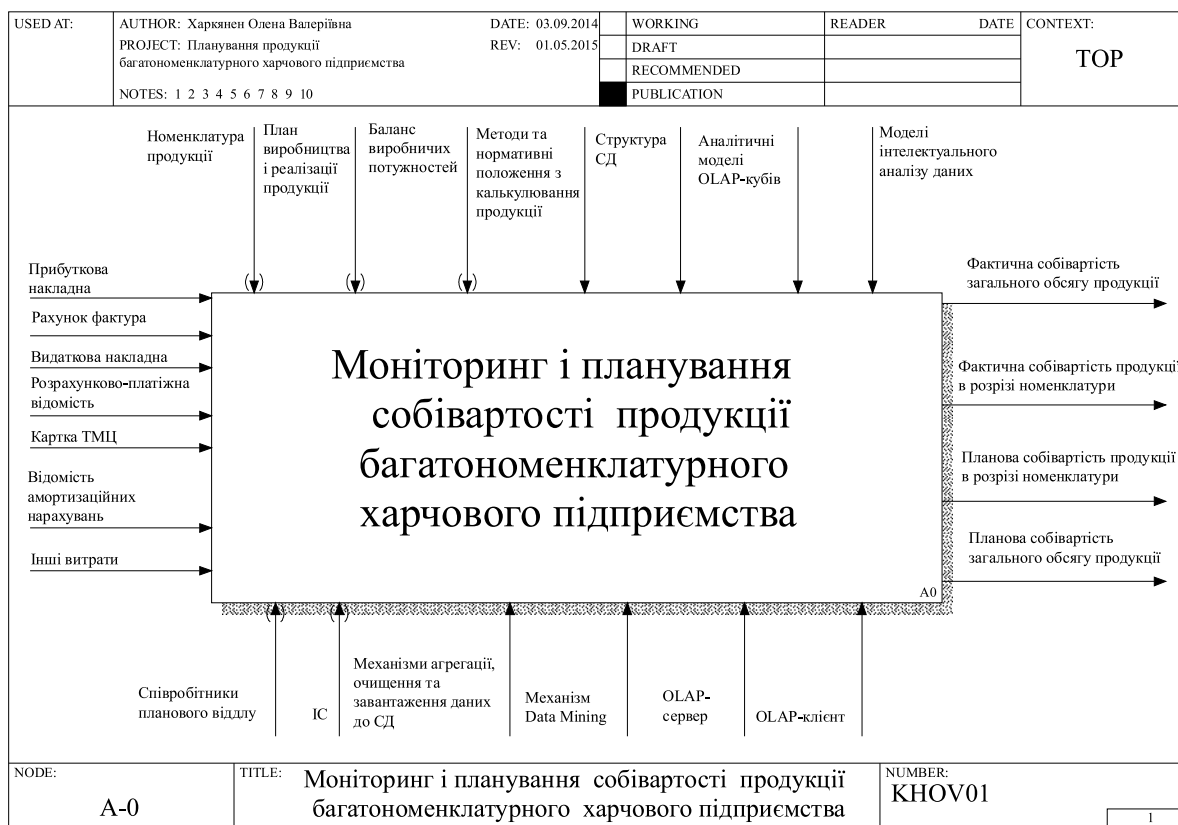 USED AT:
AUTHOR: Харкянен Олена Валеріївна
DATE: 03.09.2014
PROJECT: Планування продукції
багатономенклатурного харчового підприємства
REV: 01.05.2015
NOTES: 1 2 3 4 5 6 7 8 9 10
WORKING
DRAFT
RECOMMENDED
PUBLICATION
READER DATE
CONTEXT:
TOP
Номенклатура
продукції
План
виробництва
і реалізації
продукції
Баланс
виробничих
потужностей
Методи та
нормативні
положення з
калькулювання
продукції
Структура
СД
Аналітичні
моделі
OLAP-кубів
Моделі
інтелектуального
аналізу даних
Прибуткова
накладна
Рахунок фактура
Видаткова накладна
Розрахунково-платіжна
відомість
Картка ТМЦ
Відомість
амортизаційних
нарахувань
Інші витрати
Моніторинг і планування
собівартості продукції
багатономенклатурного
харчового підприємства
A0
Фактична собівартість
загального обсягу продукції
Фактична собівартість продукції
в розрізі номенклатури
Планова собівартість продукції
в розрізі номенклатури
Планова собівартість
загального обсягу продукції
Співробітники
планового віддлу
ІС
Механізми агрегації,
очищення та
завантаження даних
до СД
Механізм
Data Mining
OLAP-
сервер
OLAP-клієнт
NODE:
A-0
TITLE:
Моніторинг і планування собівартості продукції
багатономенклатурного харчового підприємства
NUMBER:
KHOV01
1